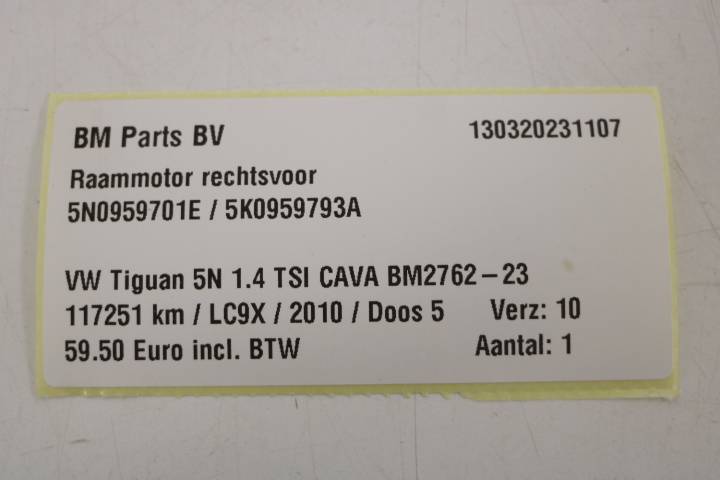 BM Parts BV 130320231107
Raammotor rechtsvoor
5N0959701E / 5K0959793A
VW Tiguan 5N 1.4 TSI CAVA BM2762-23
117251 km / LC9X / 2010 / Doos 5 Verz: 10
59.50 Euro incl. BTW Aantal: 1